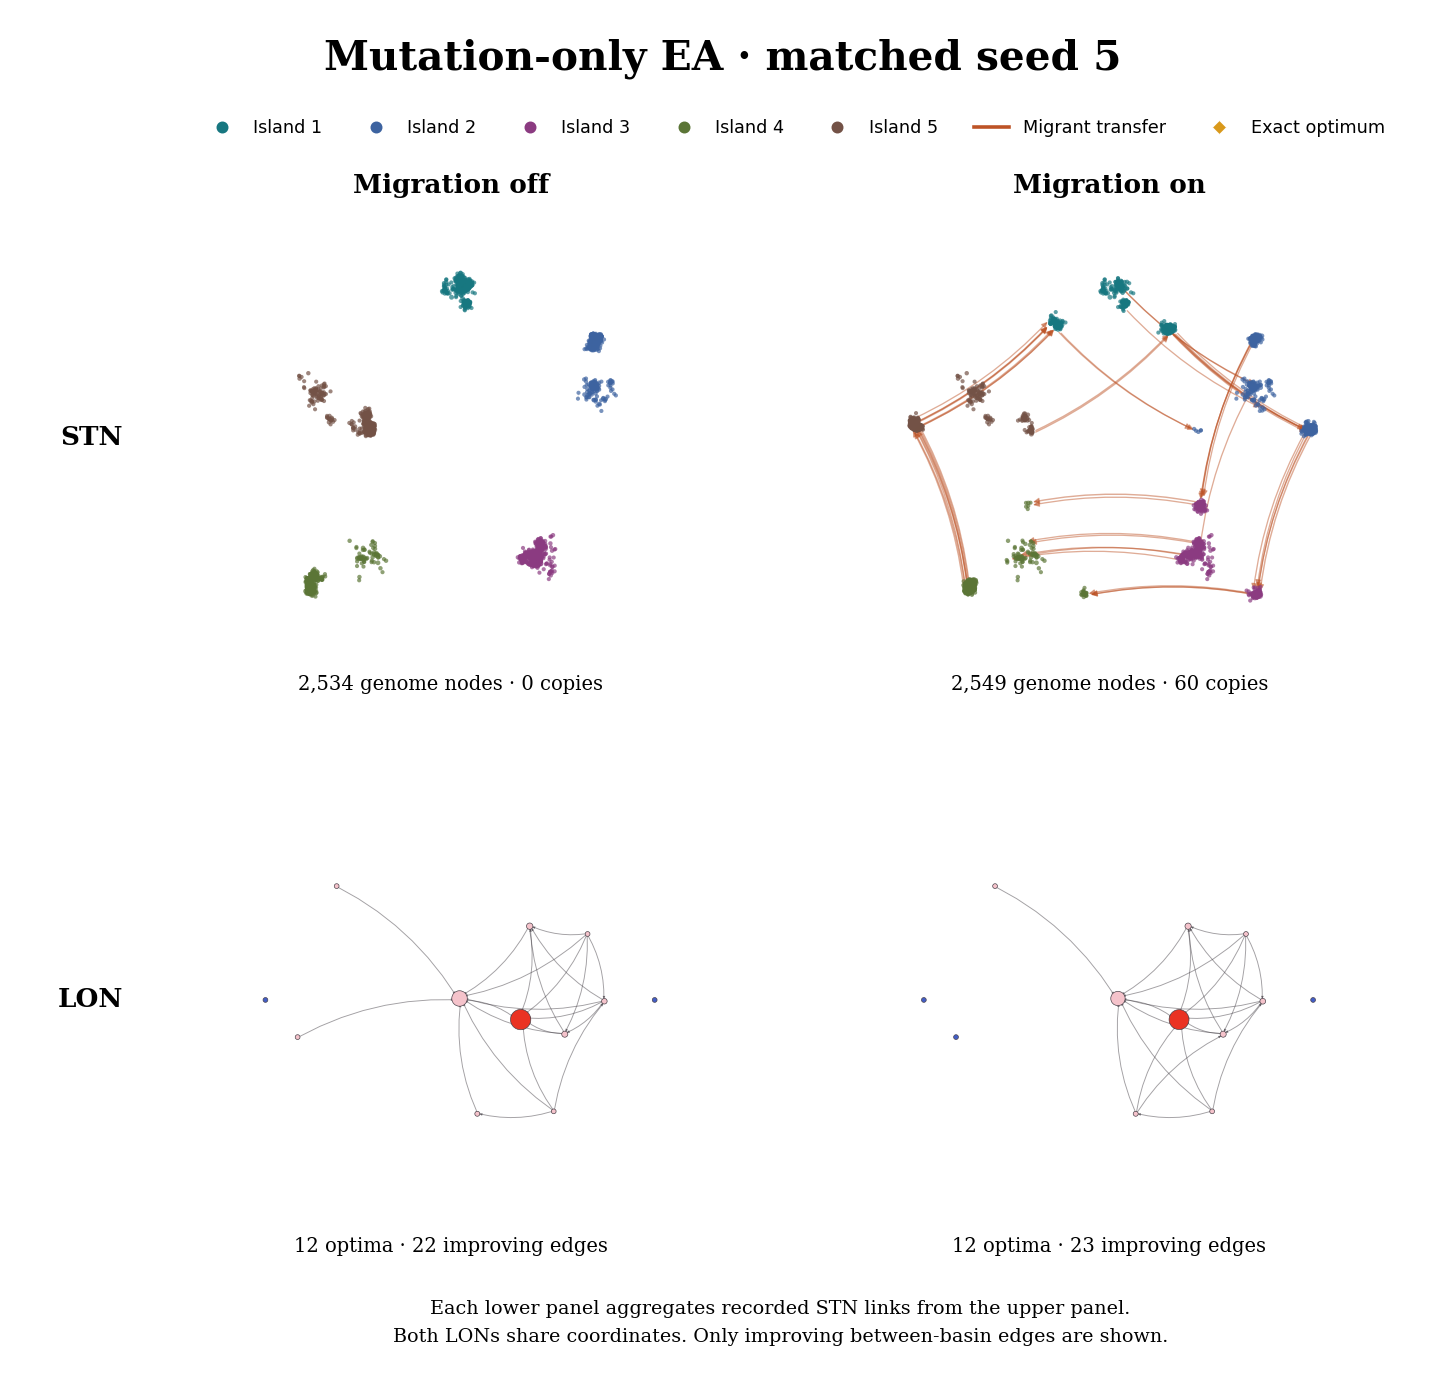 Mutation-only EA · matched seed 5
Island 1 Island 2 Island 3 Island 4 Island 5 Migrant transfer Exact optimum
Migration off Migration on
STN
2,534 genome nodes · 0 copies 2,549 genome nodes · 60 copies
LON
12 optima · 22 improving edges 12 optima · 23 improving edges
Each lower panel aggregates recorded STN links from the upper panel.
Both LONs share coordinates. Only improving between-basin edges are shown.